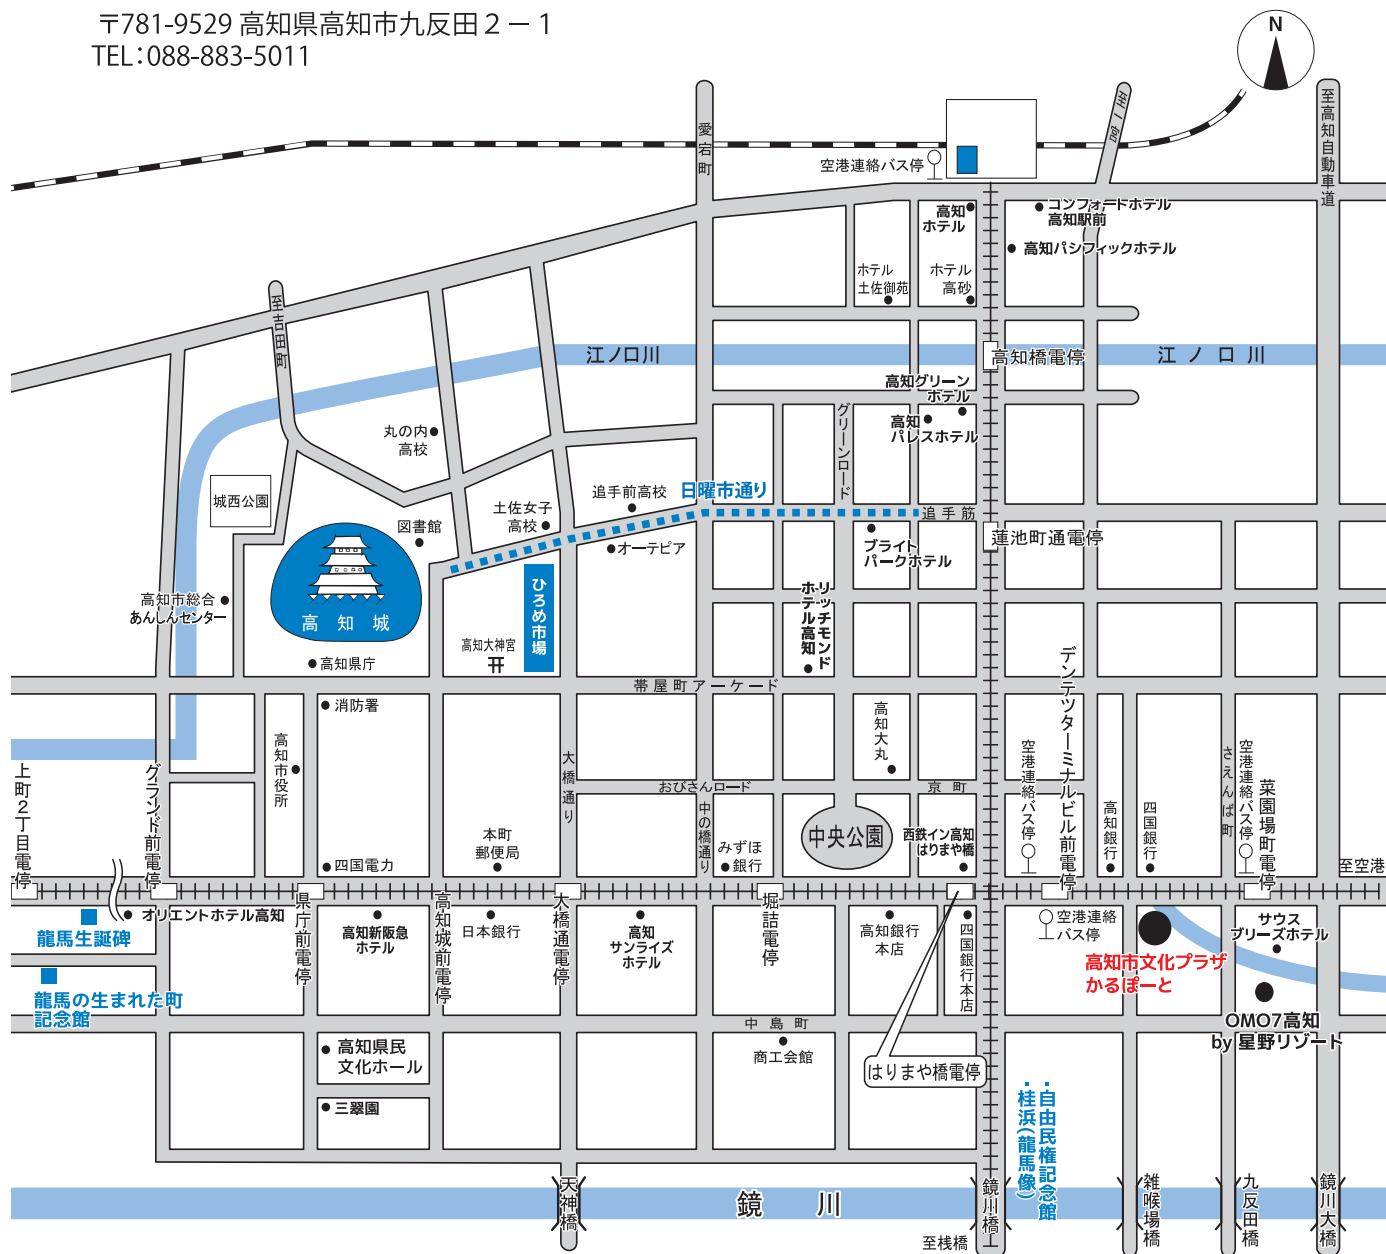 〒781-9529 高知県高知市九反田２－１
TEL：088-883-5011
N
愛宕町
至一宮
至高知自動車道
空港連絡バス停
高知
ホテル
コンフォートホテル
高知駅前
高知パシフィックホテル
ホテル
土佐御苑
ホテル
高砂
至吉田町
江ノ口川
高知橋電停
江ノ口川
高知グリーン
ホテル
高知
パレスホテル
グリーンロード
丸の内
高校
城西公園
図書館
土佐女子
高校
追手前高校
日曜市通り
追手筋
オーテピア
ブライト
パークホテル
蓮池町通電停
高知市総合
あんしんセンター
高知城
高知県庁
高知大神宮
ひろめ市場
リッチモンド
ホテル高知
帯屋町アーケード
消防署
高知市役所
大橋通り
高知大丸
デンテツターミナルビル前電停
空港連絡バス停
さえんば町
空港連絡バス停
菜園場町電停
上町２丁目電停
グランド前電停
おびさんロード
京町
中の橋通り
中央公園
西鉄イン高知
はりまや橋
高知銀行
四国銀行
本町
郵便局
みずほ
銀行
四国電力
至空港
オリエントホテル高知
龍馬生誕碑
龍馬の生まれた町
記念館
県庁前電停
高知新阪急
ホテル
高知城前電停
日本銀行
大橋通電停
高知
サンライズ
ホテル
堀詰電停
高知銀行
本店
四国銀行本店
空港連絡
バス停
高知市文化プラザ
かるぽーと
サウス
ブリーズホテル
OMO7高知
by 星野リゾート
中島町
商工会館
高知県民
文化ホール
三翠園
はりまや橋電停
・自由民権記念館
・桂浜(龍馬像)
天神橋
鏡川
鏡川橋
雑喉場橋
九反田橋
鏡川大橋
至桟橋